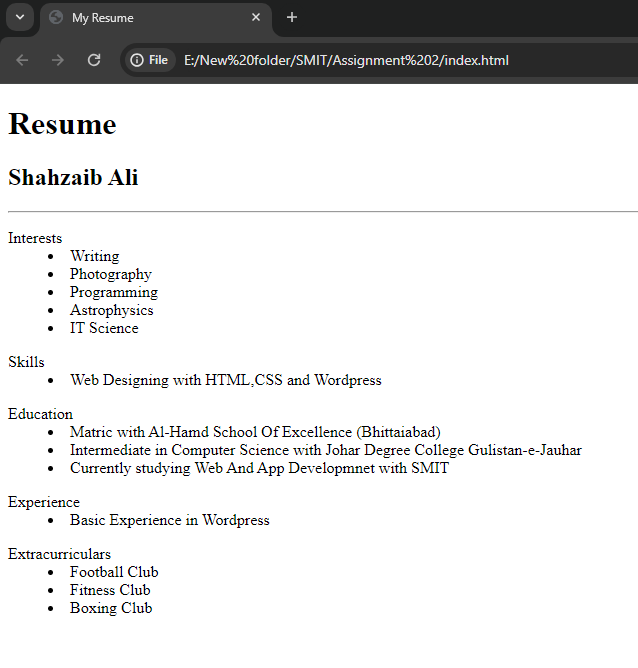 My Resume
File E:/New%20folder/SMIT/Assignment%202/index.html
Resume
Shahzaib Ali
Interests
Writing
Photography
Programming
Astrophysics
IT Science
Skills
Web Designing with HTML,CSS and Wordpress
Education
Matric with Al-Hamd School Of Excellence (Bhittaiabad)
Intermediate in Computer Science with Johar Degree College Gulistan-e-Jauhar
Currently studying Web And App Developmnet with SMIT
Experience
Basic Experience in Wordpress
Extracurriculars
Football Club
Fitness Club
Boxing Club